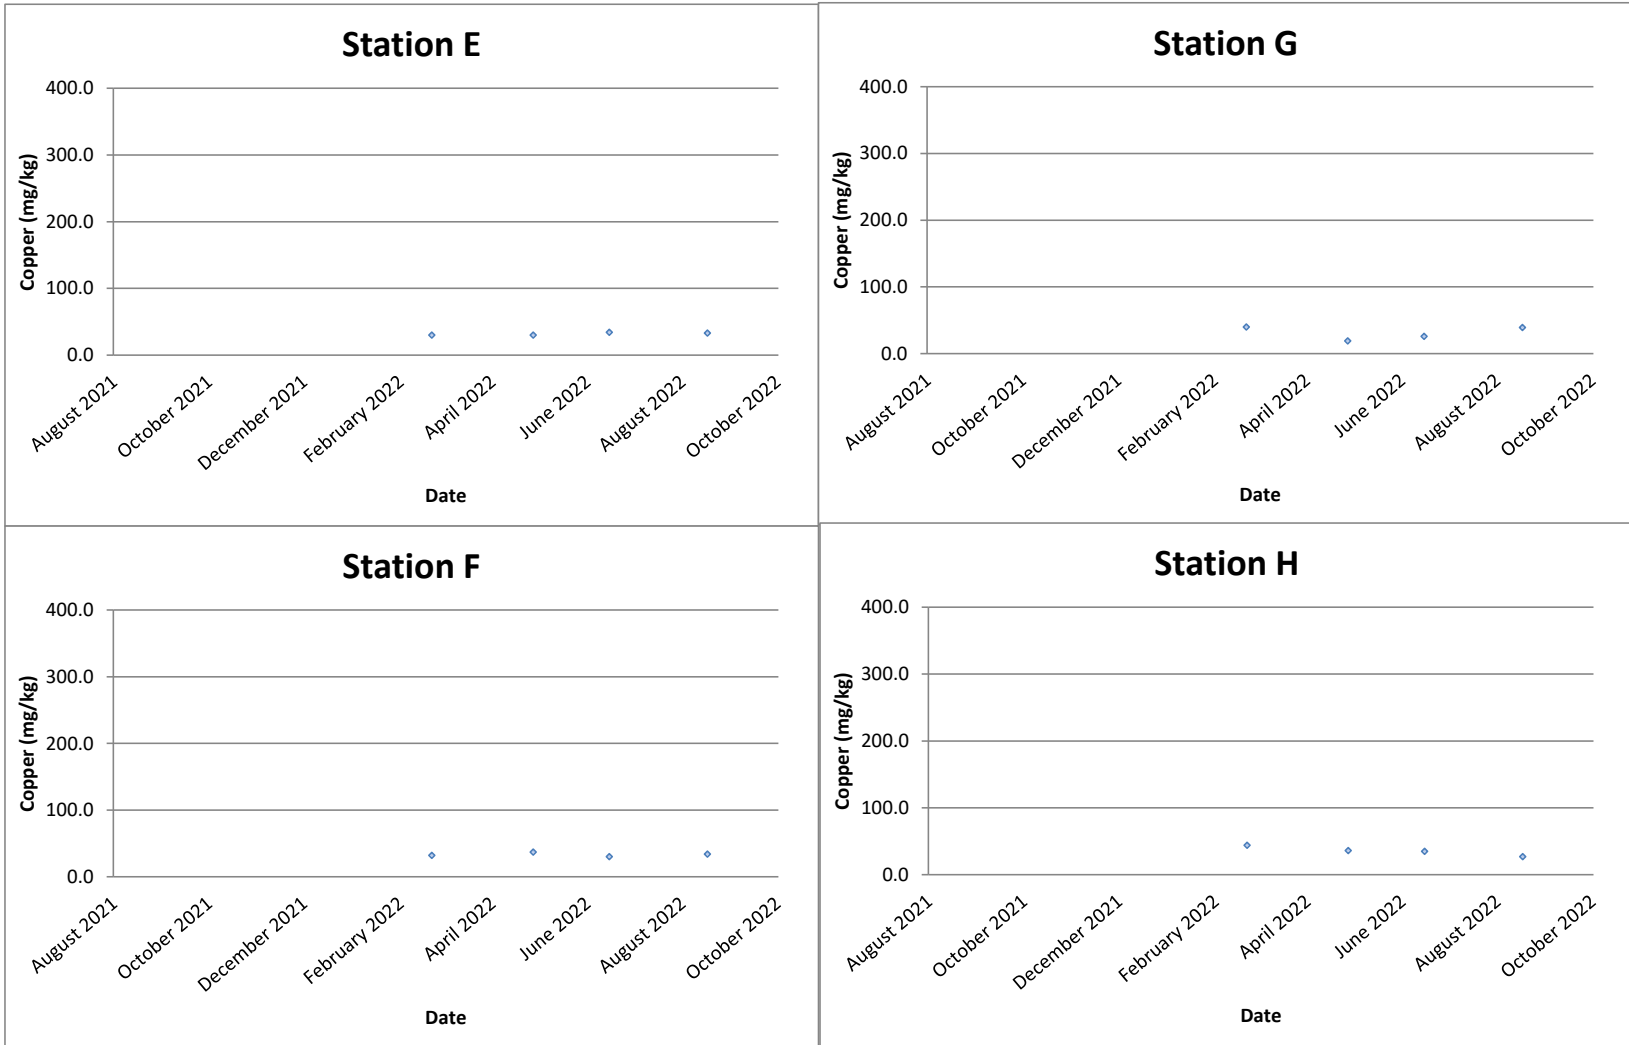 Station E
400.0
300.0
200.0
100.0
0.0
Copper (mg/kg)
August 2021
October 2021
December 2021
February 2022
April 2022
June 2022
August 2022
October 2022
Date
Station G
400.0
300.0
200.0
100.0
0.0
Copper (mg/kg)
August 2021
October 2021
December 2021
February 2022
April 2022
June 2022
August 2022
October 2022
Date
Station F
400.0
300.0
200.0
100.0
0.0
Copper (mg/kg)
August 2021
October 2021
December 2021
February 2022
April 2022
June 2022
August 2022
October 2022
Date
Station H
400.0
300.0
200.0
100.0
0.0
Copper (mg/kg)
August 2021
October 2021
December 2021
February 2022
April 2022
June 2022
August 2022
October 2022
Date